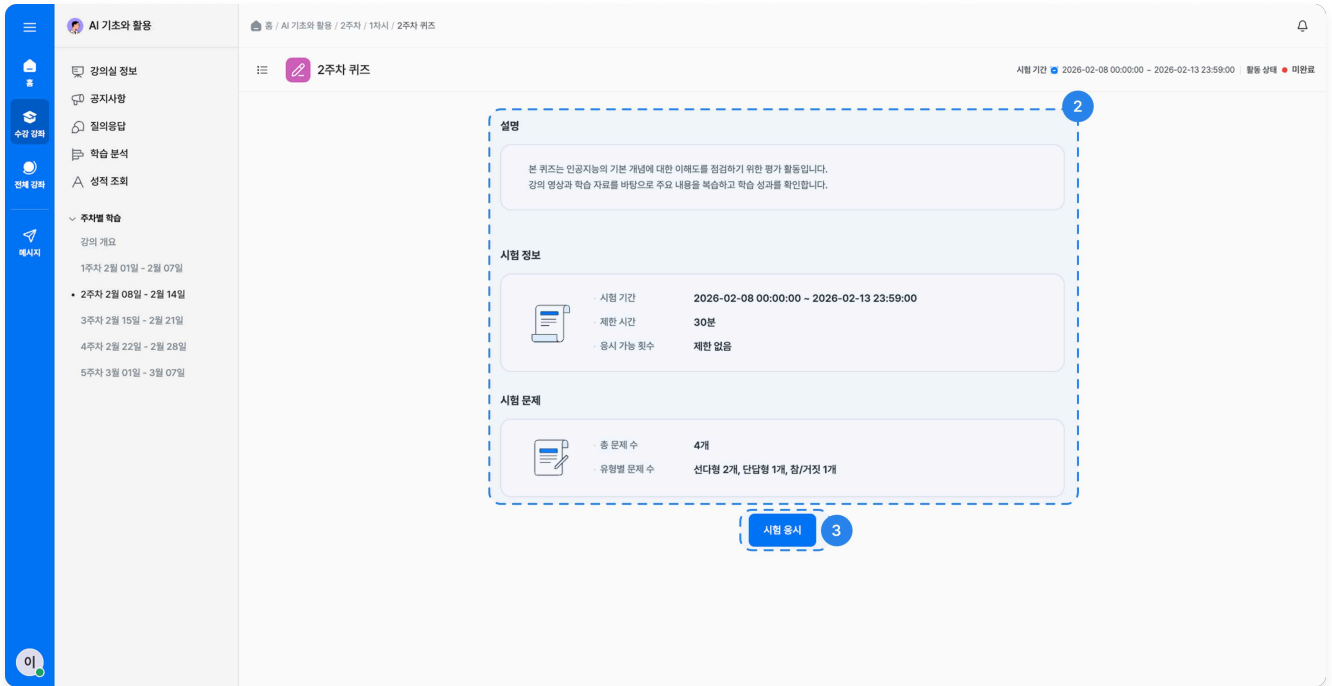 AI 기초와 활용
홈 / AI 기초와 활용 / 2주차 / 1차시 / 2주차 퀴즈
홈
수강 강좌
전체 강좌
메시지
이
강의실 정보
공지사항
질의응답
학습 분석
성적 조회
주차별 학습
강의 개요
1주차 2월 01일 - 2월 07일
2주차 2월 08일 - 2월 14일
3주차 2월 15일 - 2월 21일
4주차 2월 22일 - 2월 28일
5주차 3월 01일 - 3월 07일
2주차 퀴즈
시험 기간 2026-02-08 00:00:00 ~ 2026-02-13 23:59:00 활동 상태 미완료
2
설명
본 퀴즈는 인공지능의 기본 개념에 대한 이해도를 점검하기 위한 평가 활동입니다.
강의 영상과 학습 자료를 바탕으로 주요 내용을 복습하고 학습 성과를 확인합니다.
시험 정보
· 시험 기간 2026-02-08 00:00:00 ~ 2026-02-13 23:59:00
· 제한 시간 30분
· 응시 가능 횟수 제한 없음
시험 문제
· 총 문제 수 4개
· 유형별 문제 수 선다형 2개, 단답형 1개, 참/거짓 1개
시험 응시
3